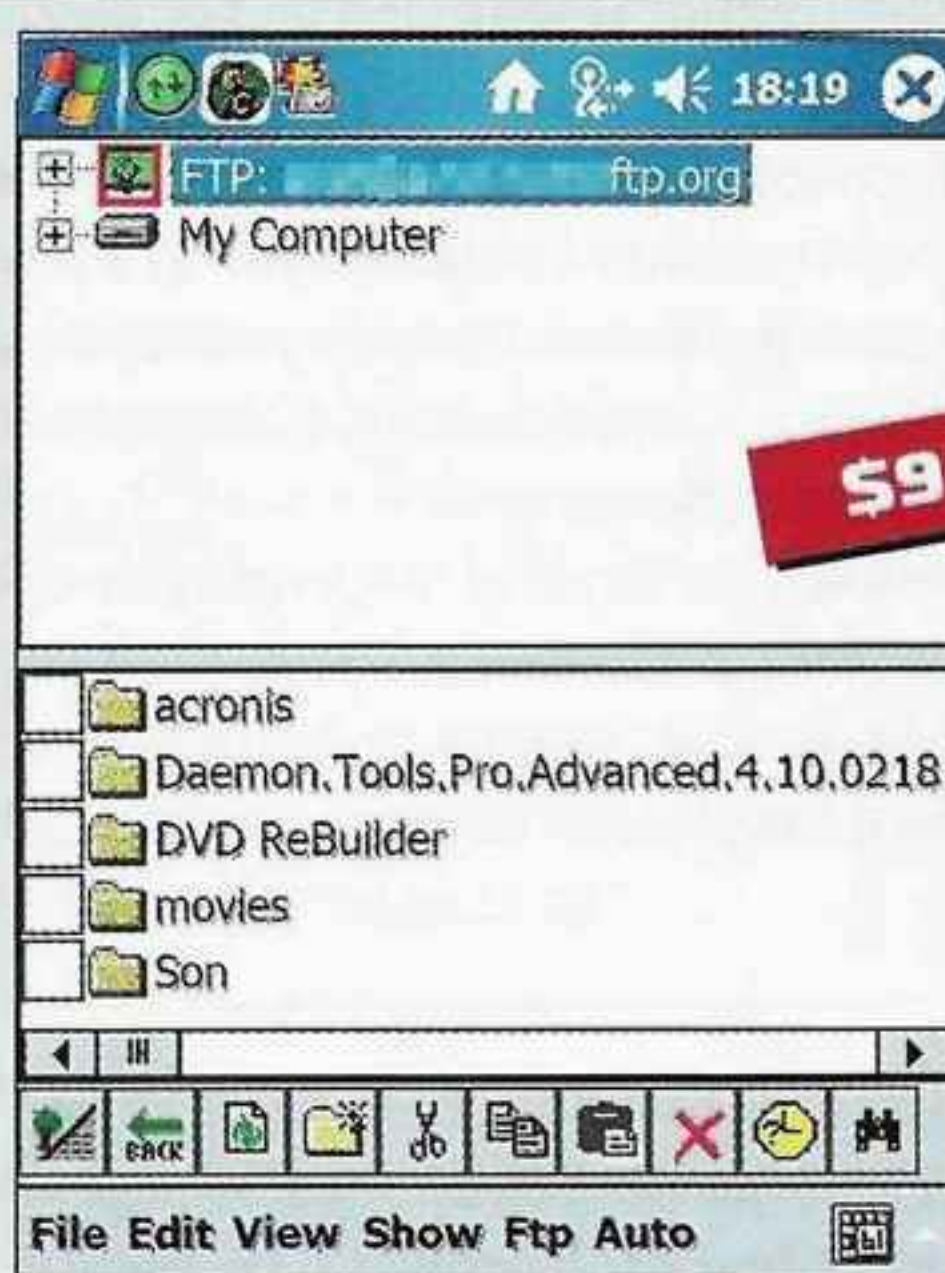 18:19
FTP: ftp.org
My Computer
$9
acronis
Daemon.Tools.Pro.Advanced.4.10.0218
DVD ReBuilder
movies
Son
BACK
File Edit View Show Ftp Auto